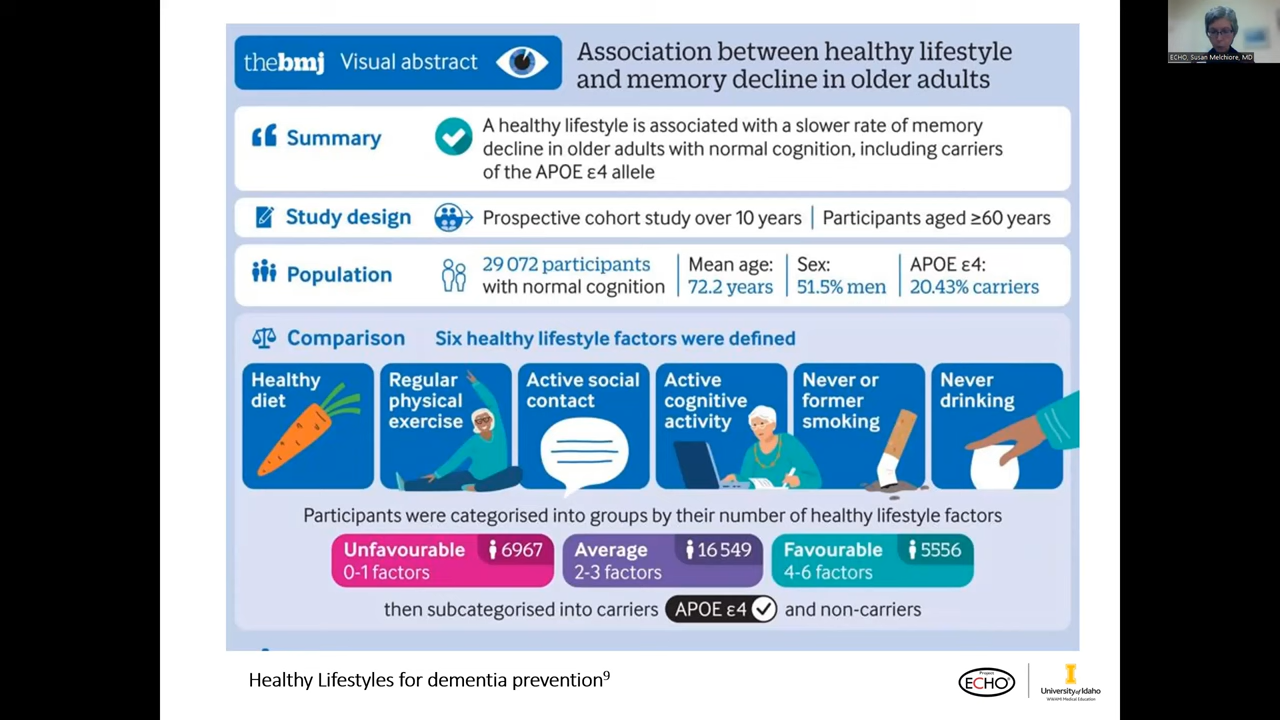 thebmj Visual abstract
Association between healthy lifestyle
and memory decline in older adults
Summary
A healthy lifestyle is associated with a slower rate of memory
decline in older adults with normal cognition, including carriers
of the APOE ε4 allele
Study design
Prospective cohort study over 10 years
Participants aged ≥60 years
Population
29 072 participants
with normal cognition
Mean age:
72.2 years
Sex:
51.5% men
APOE ε4:
20.43% carriers
Comparison
Six healthy lifestyle factors were defined
Healthy
diet
Regular
physical
exercise
Active social
contact
Active
cognitive
activity
Never or
former
smoking
Never
drinking
Participants were categorised into groups by their number of healthy lifestyle factors
Unfavourable 6967
0-1 factors
Average 16 549
2-3 factors
Favourable 5556
4-6 factors
then subcategorised into carriers APOE ε4 and non-carriers
Healthy Lifestyles for dementia prevention9
Project
ECHO
I
University of Idaho
WWAMI Medical Education
ECHO, Susan Melchiore, MD